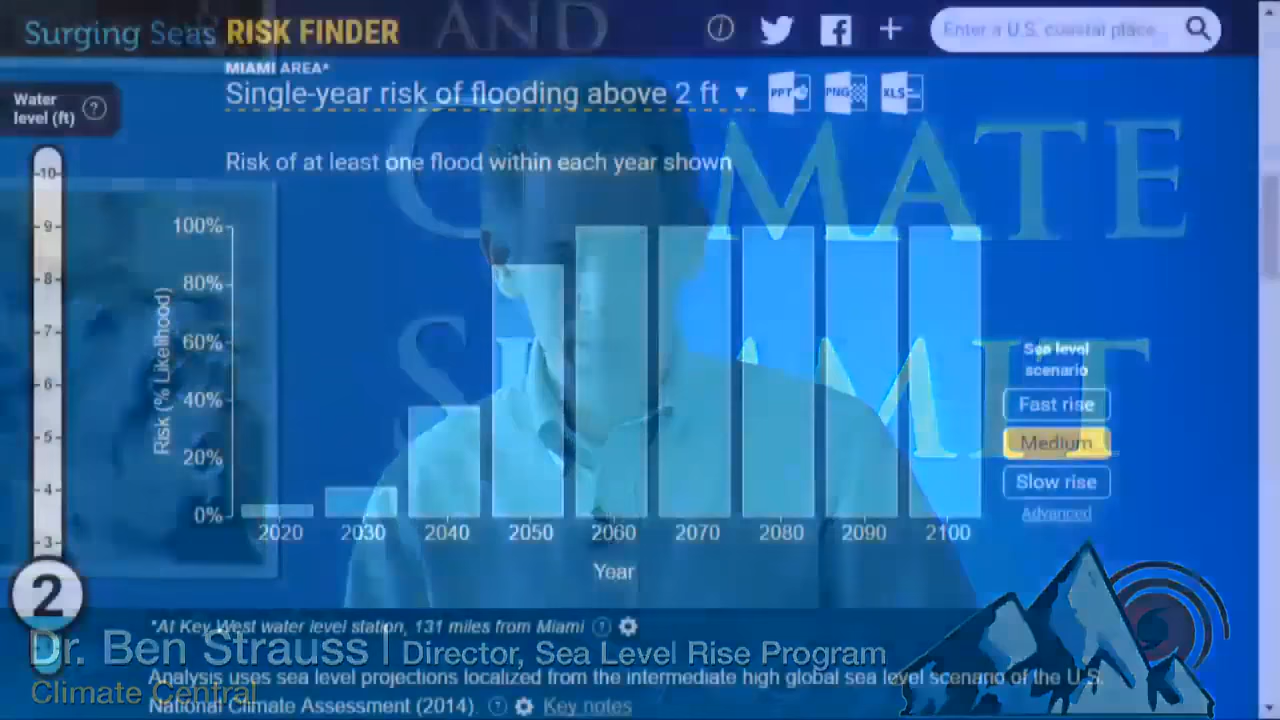 Surging Seas RISK FINDER
AND
Enter a U.S. coastal place...
MIAMI AREA*
Single-year risk of flooding above 2 ft
PPT
PNG
XLS
Water
level (ft)
?
Risk of at least one flood within each year shown
CLIMATE
SUMMIT
10
9
8
7
6
5
4
3
2
Risk (% Likelihood)
100%
80%
60%
40%
20%
0%
2020 2030 2040 2050 2060 2070 2080 2090 2100
Year
Sea level
scenario
Fast rise
Medium
Slow rise
Advanced
*At Key West water level station, 131 miles from Miami
Dr. Ben Strauss | Director, Sea Level Rise Program
Climate Central
Analysis uses sea level projections localized from the intermediate high global sea level scenario of the U.S.
National Climate Assessment (2014). ? Key notes